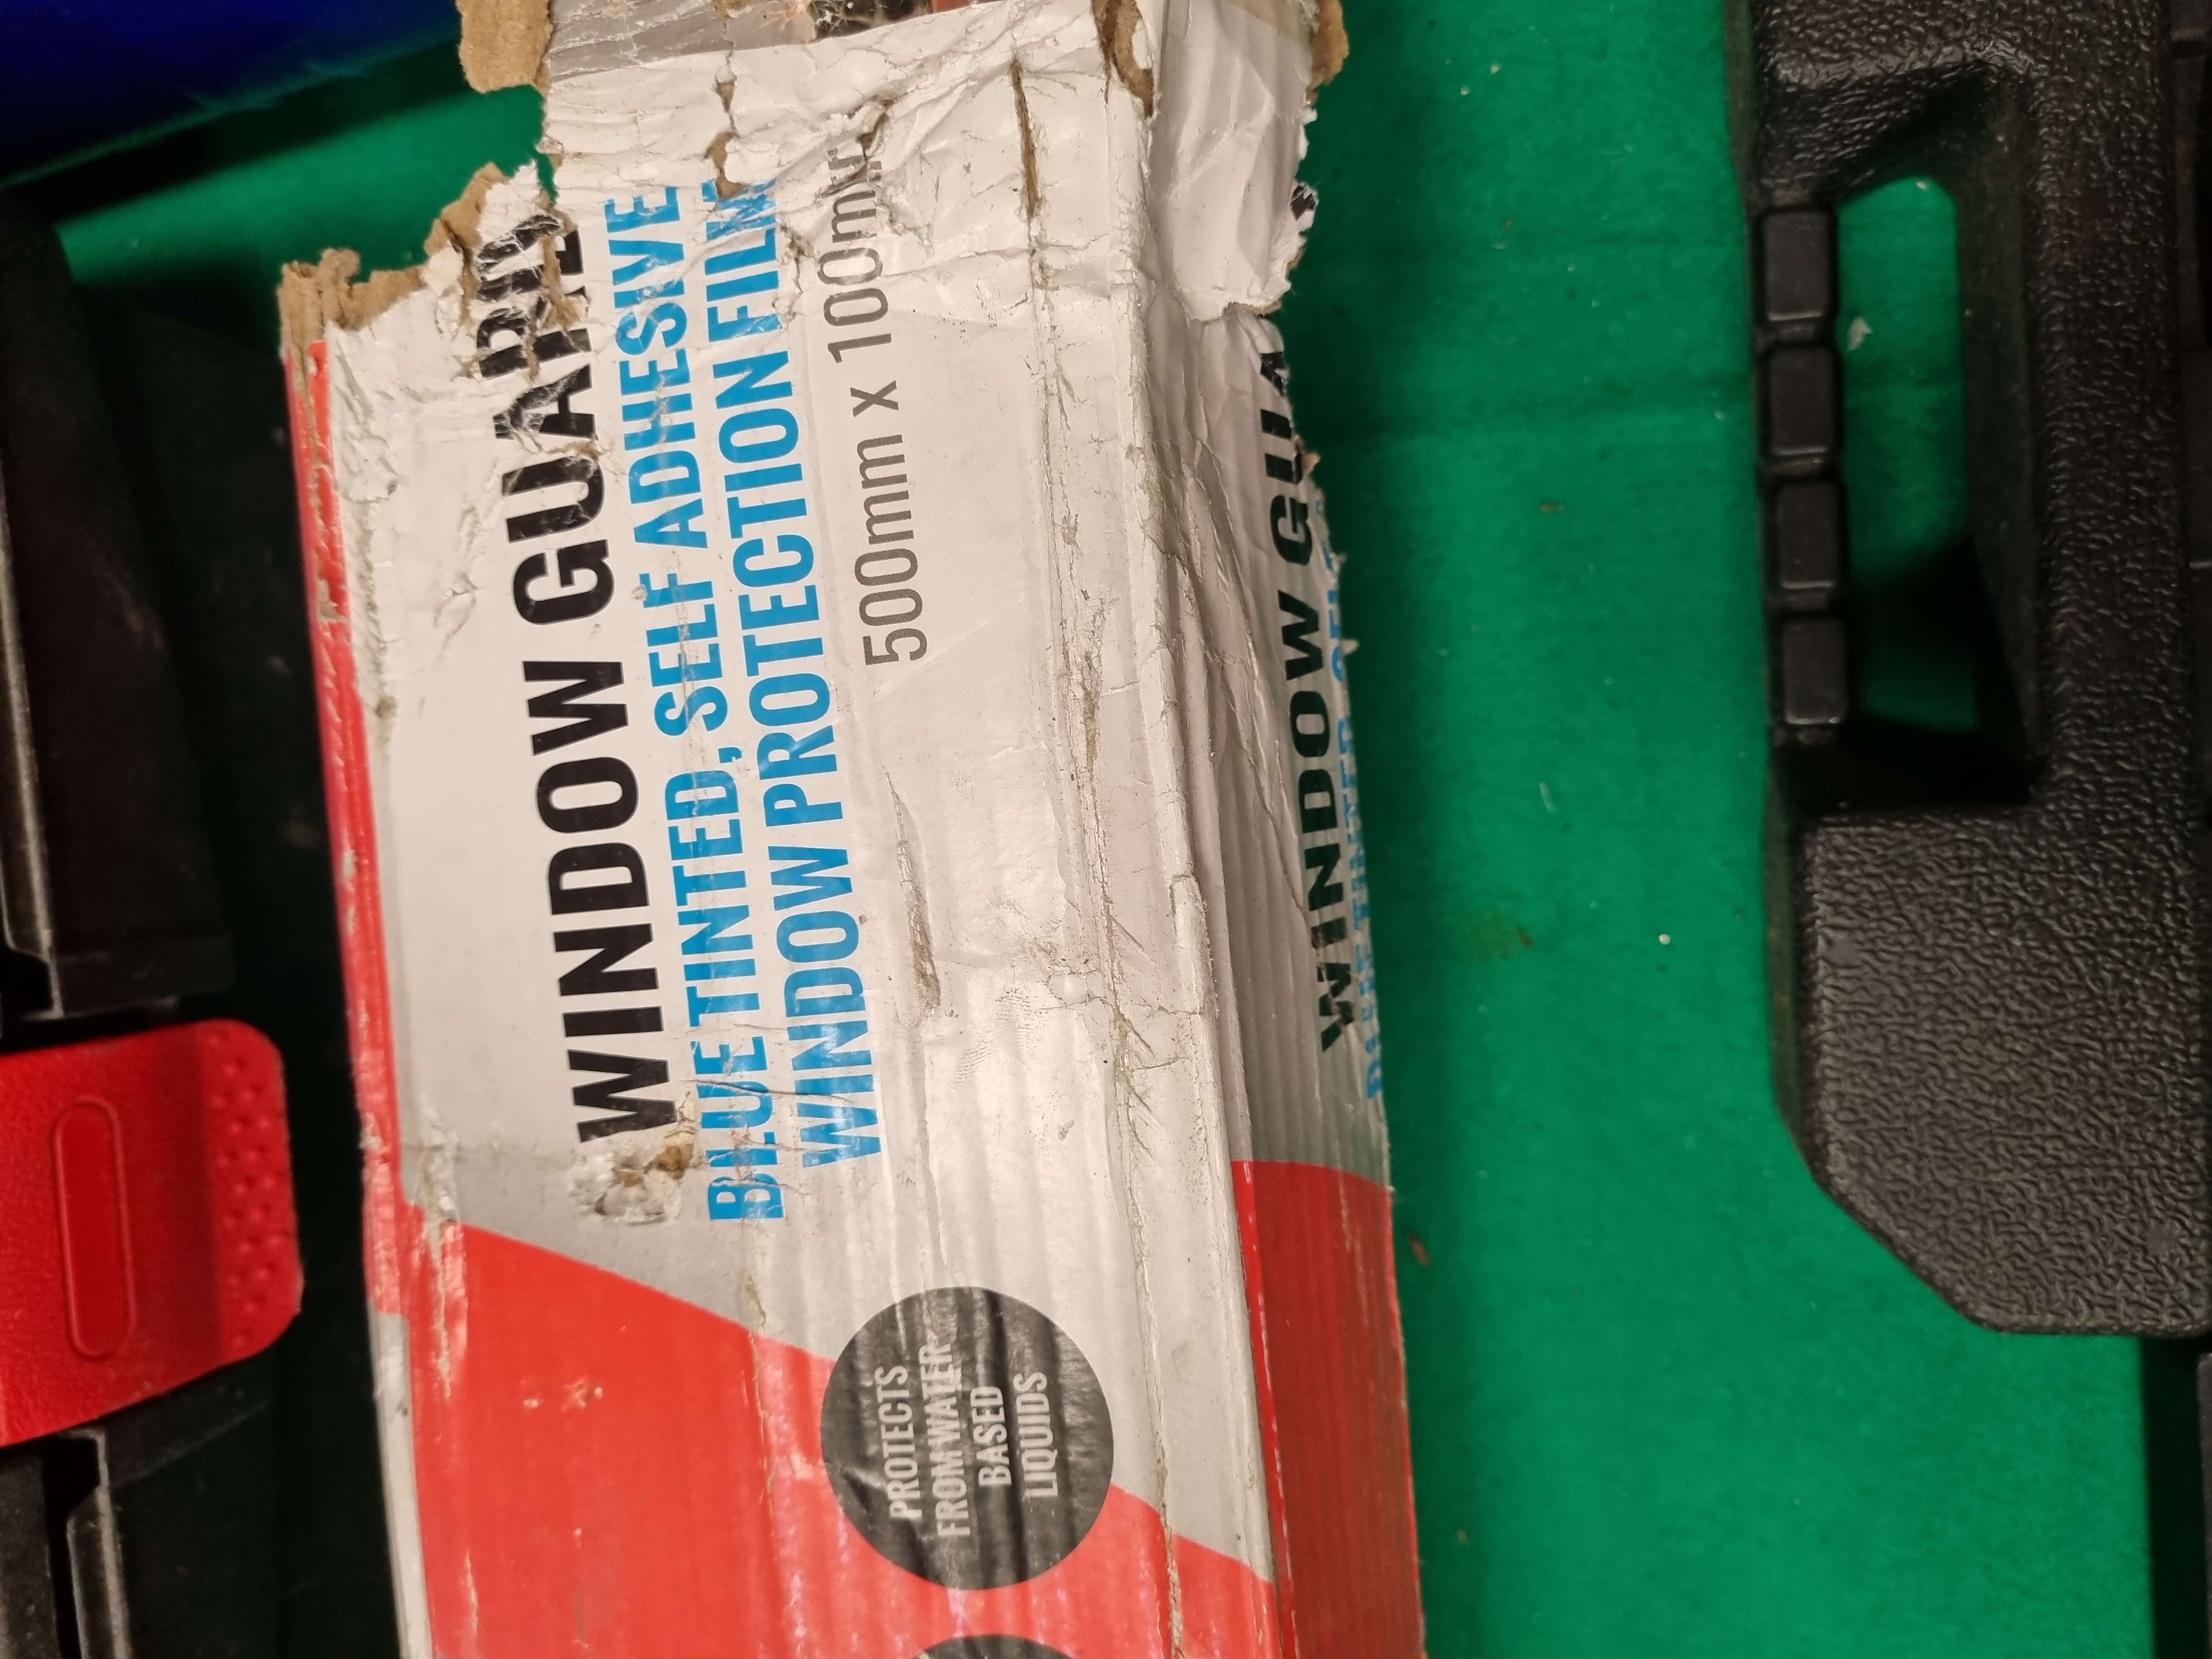 WINDOW GUARD
BLUE TINTED, SELF ADHESIVE
WINDOW PROTECTION FILM
500mm x 100m
PROTECTS
FROM WATER
BASED
LIQUIDS
WINDOW GUA